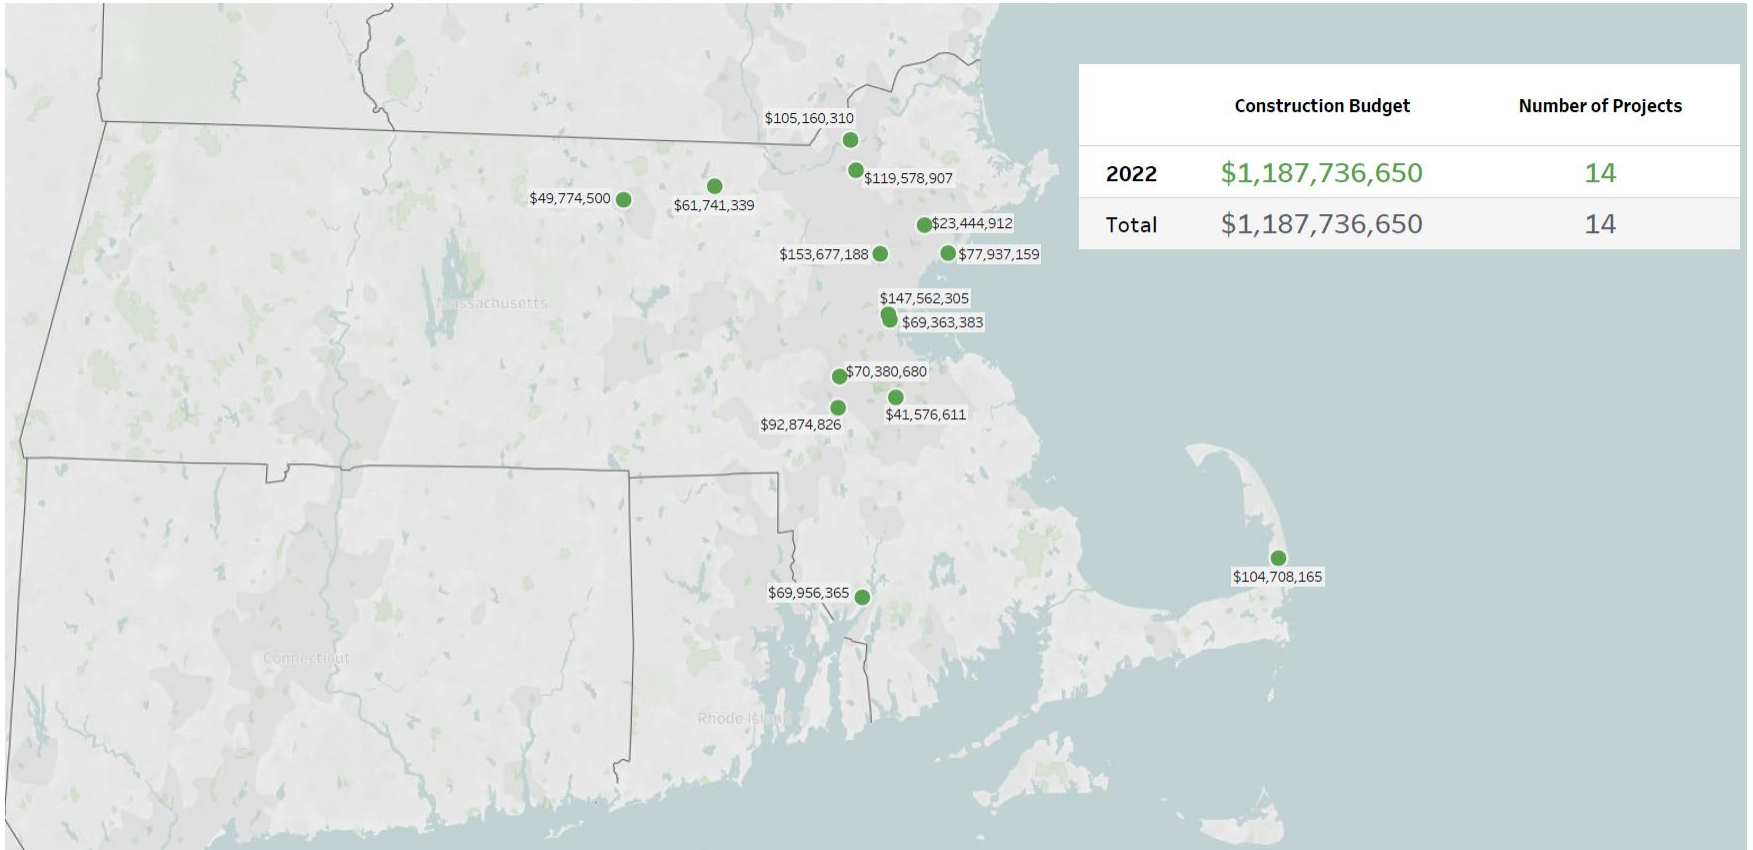 Construction Budget Number of Projects
2022 $1,187,736,650 14
Total $1,187,736,650 14
$105,160,310
$119,578,907
$49,774,500
$61,741,339
$23,444,912
$153,677,188
$77,937,159
Massachusetts
$147,562,305
$69,363,383
$70,380,680
$41,576,611
$92,874,826
$104,708,165
$69,956,365
Connecticut
Rhode Island